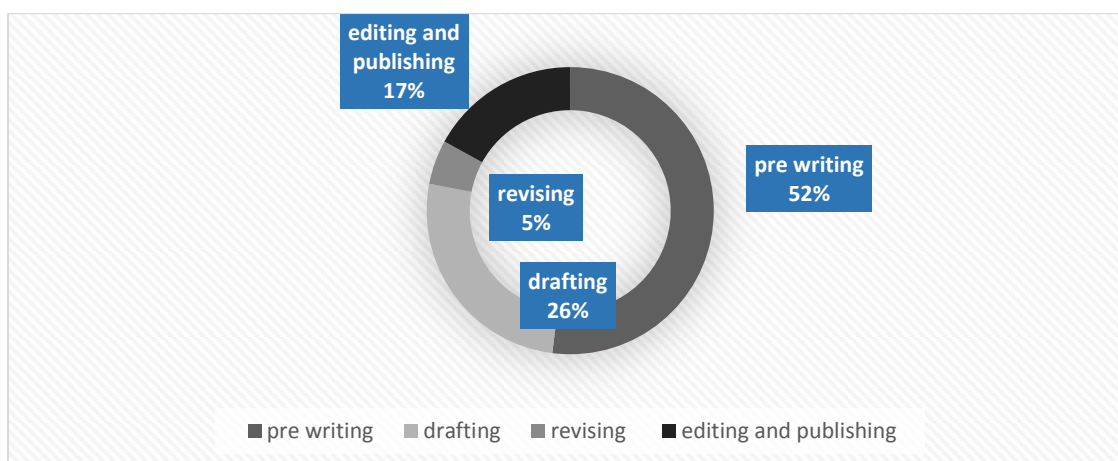 editing and
publishing
17%
pre writing
52%
revising
5%
drafting
26%
pre writing drafting revising editing and publishing